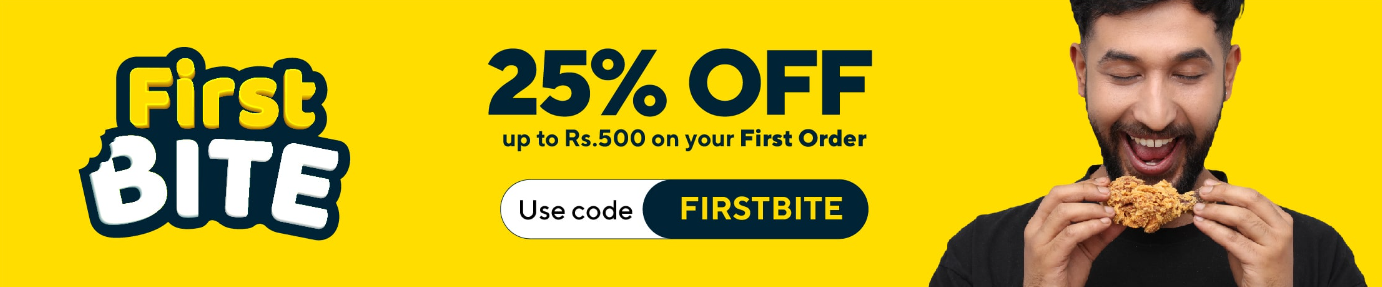 First
BITE
25% OFF
up to Rs.500 on your First Order
Use code FIRSTBITE